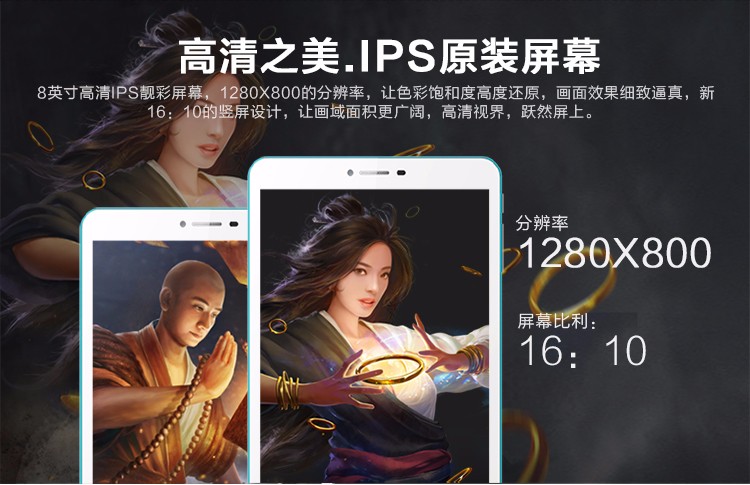 高清之美.IPS原装屏幕
8英寸高清IPS靓彩屏幕，1280X800的分辨率，让色彩饱和度高度还原，画面效果细致逼真，新
16：10的竖屏设计，让画域面积更广阔，高清视界，跃然屏上。
分辨率
1280X800
屏幕比利：
16：10